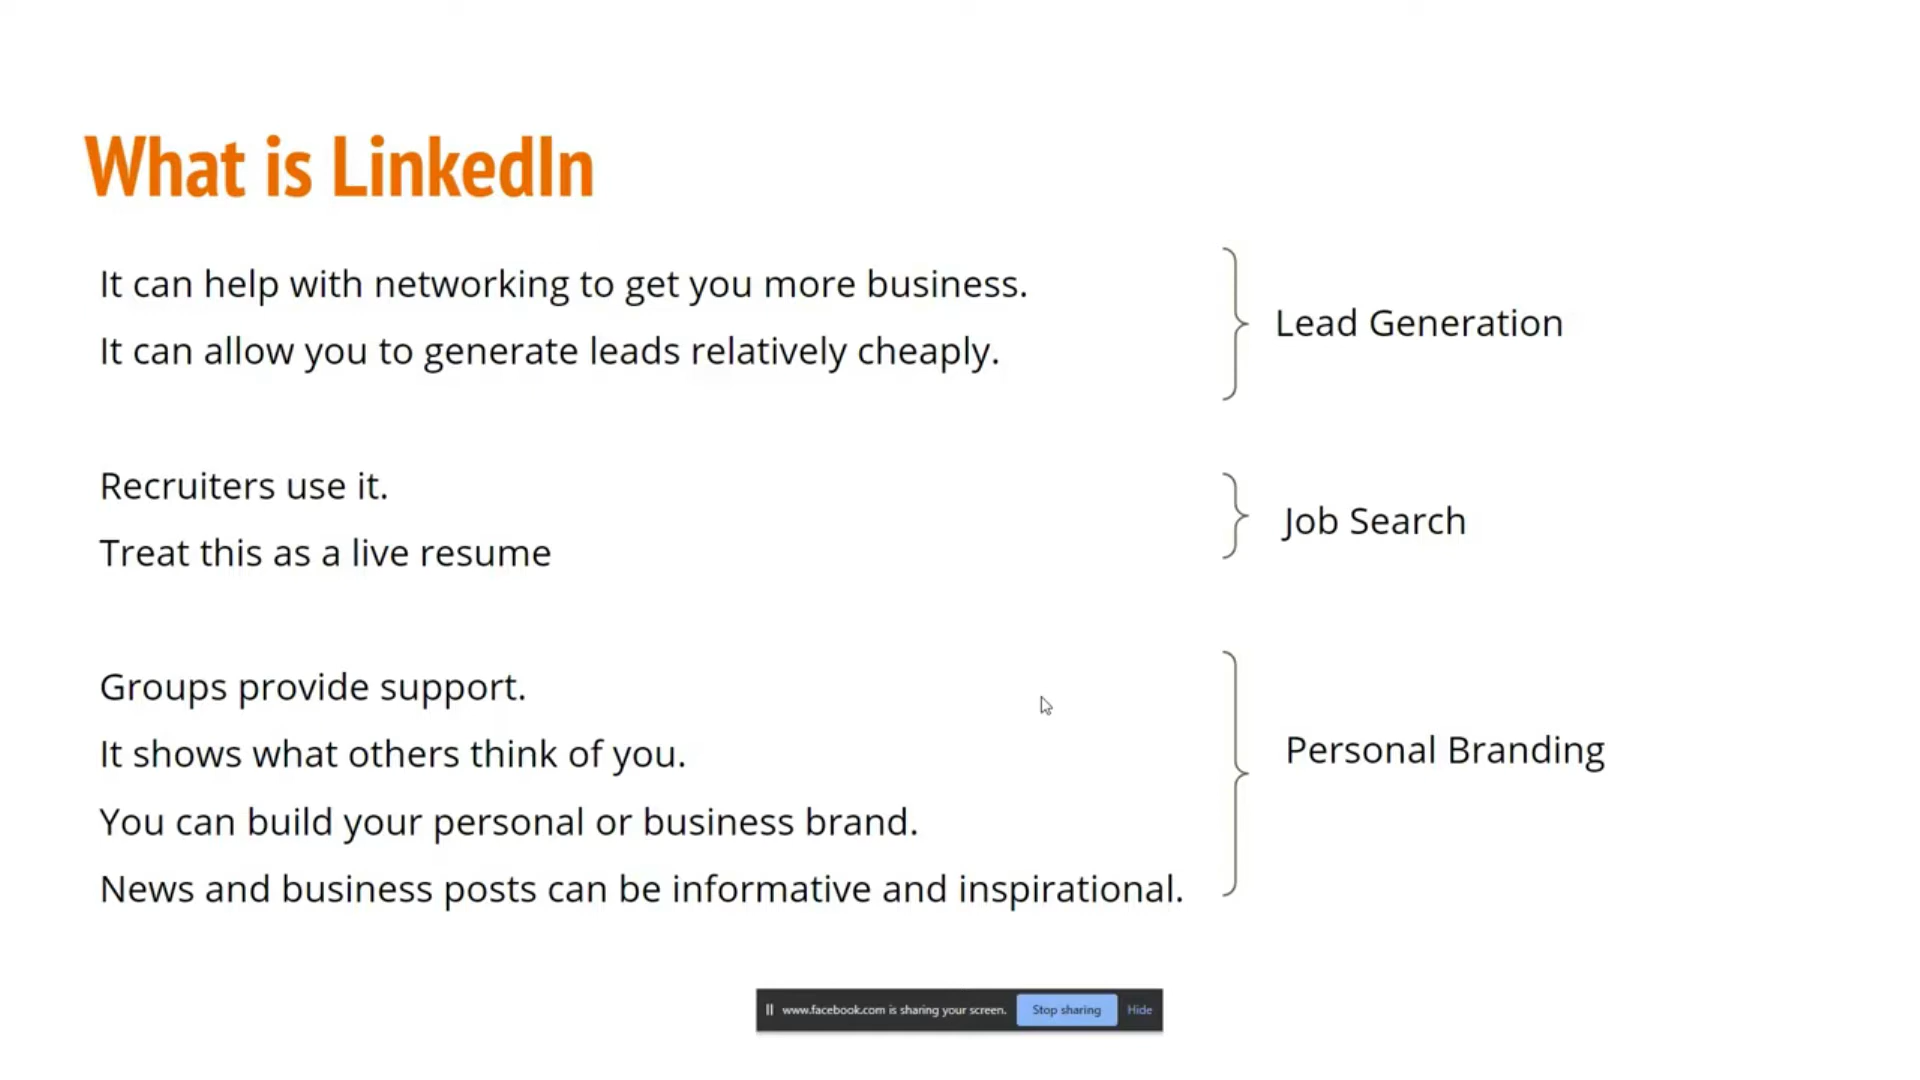 What is LinkedIn
It can help with networking to get you more business.
It can allow you to generate leads relatively cheaply.
Lead Generation
Recruiters use it.
Treat this as a live resume
Job Search
Groups provide support.
It shows what others think of you.
You can build your personal or business brand.
News and business posts can be informative and inspirational.
Personal Branding
www.facebook.com is sharing your screen. Stop sharing Hide